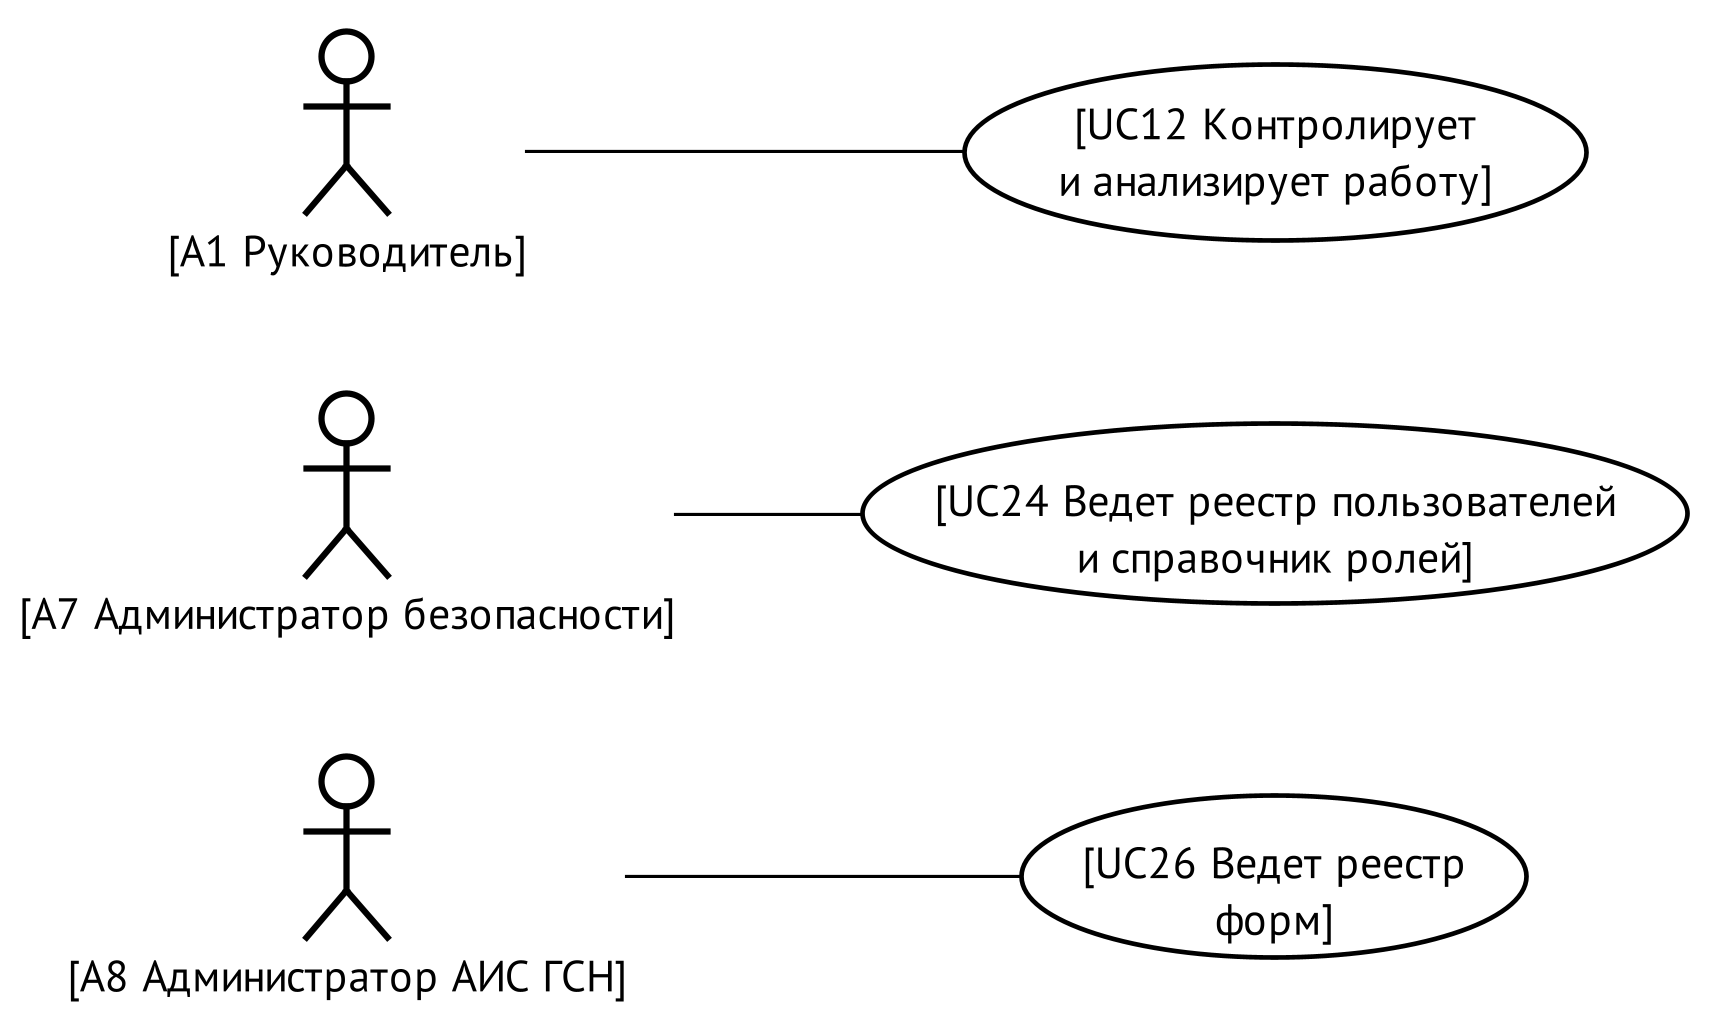 [UC12 Контролирует
и анализирует работу]
[A1 Руководитель]
[UC24 Ведет реестр пользователей
и справочник ролей]
[A7 Администратор безопасности]
[UC26 Ведет реестр
форм]
[A8 Администратор АИС ГСН]